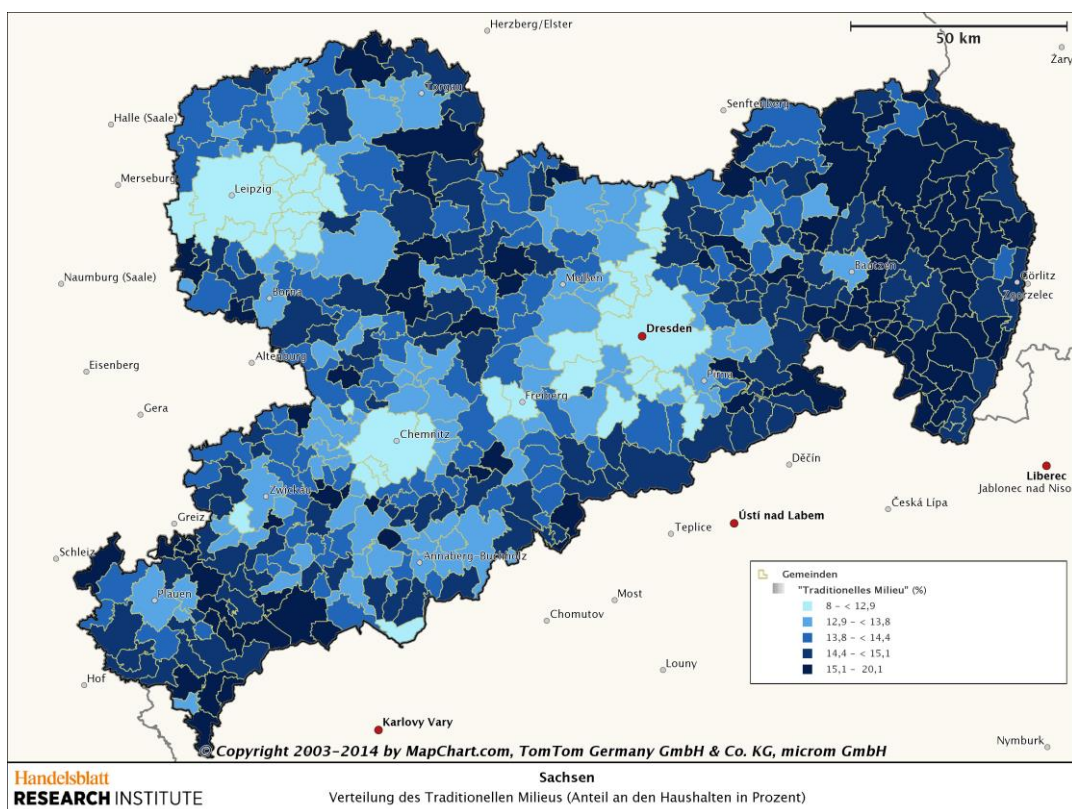 Herzberg/Elster
50 km
Żary
Torgau
Senftenberg
Halle (Saale)
Merseburg
Leipzig
Naumburg (Saale)
Borna
Meißen
Bautzen
Görlitz
Zgorzelec
Dresden
Altenburg
Eisenberg
Pirna
Freiberg
Gera
Chemnitz
Děčín
Liberec
Jablonec nad Niso
Zwickau
Česká Lípa
Greiz
Ústí nad Labem
Teplice
Schleiz
Annaberg-Buchholz
Plauen
Most
Chomutov
Louny
Hof
Karlovy Vary
Nymburk
Gemeinden
"Traditionelles Milieu" (%)
8 - < 12,9
12,9 - < 13,8
13,8 - < 14,4
14,4 - < 15,1
15,1 - 20,1
© Copyright 2003-2014 by MapChart.com, TomTom Germany GmbH & Co. KG, microm GmbH
Handelsblatt
RESEARCH INSTITUTE
Sachsen
Verteilung des Traditionellen Milieus (Anteil an den Haushalten in Prozent)